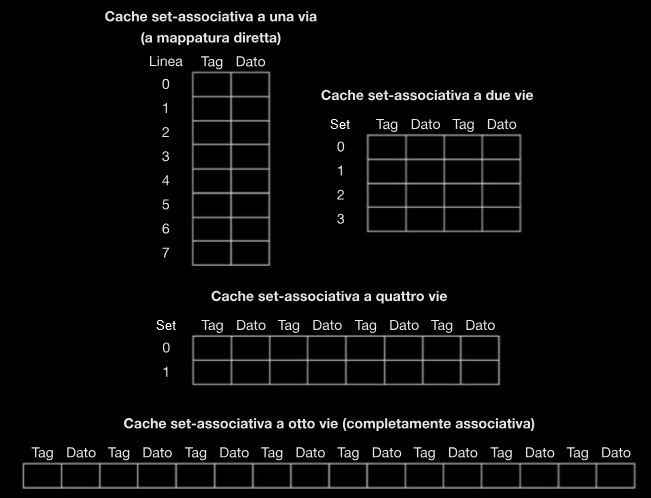 Cache set-associativa a una via
(a mappatura diretta)
Linea Tag Dato
0
1
2
3
4
5
6
7
Cache set-associativa a due vie
Set Tag Dato Tag Dato
0
1
2
3
Cache set-associativa a quattro vie
Set Tag Dato Tag Dato Tag Dato Tag Dato
0
1
Cache set-associativa a otto vie (completamente associativa)
Tag Dato Tag Dato Tag Dato Tag Dato Tag Dato Tag Dato Tag Dato Tag Dato